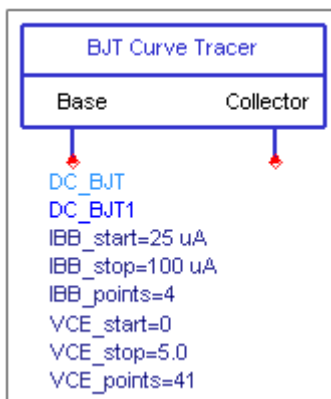 BJT Curve Tracer
Base Collector
DC_BJT
DC_BJT1
IBB_start=25 uA
IBB_stop=100 uA
IBB_points=4
VCE_start=0
VCE_stop=5.0
VCE_points=41